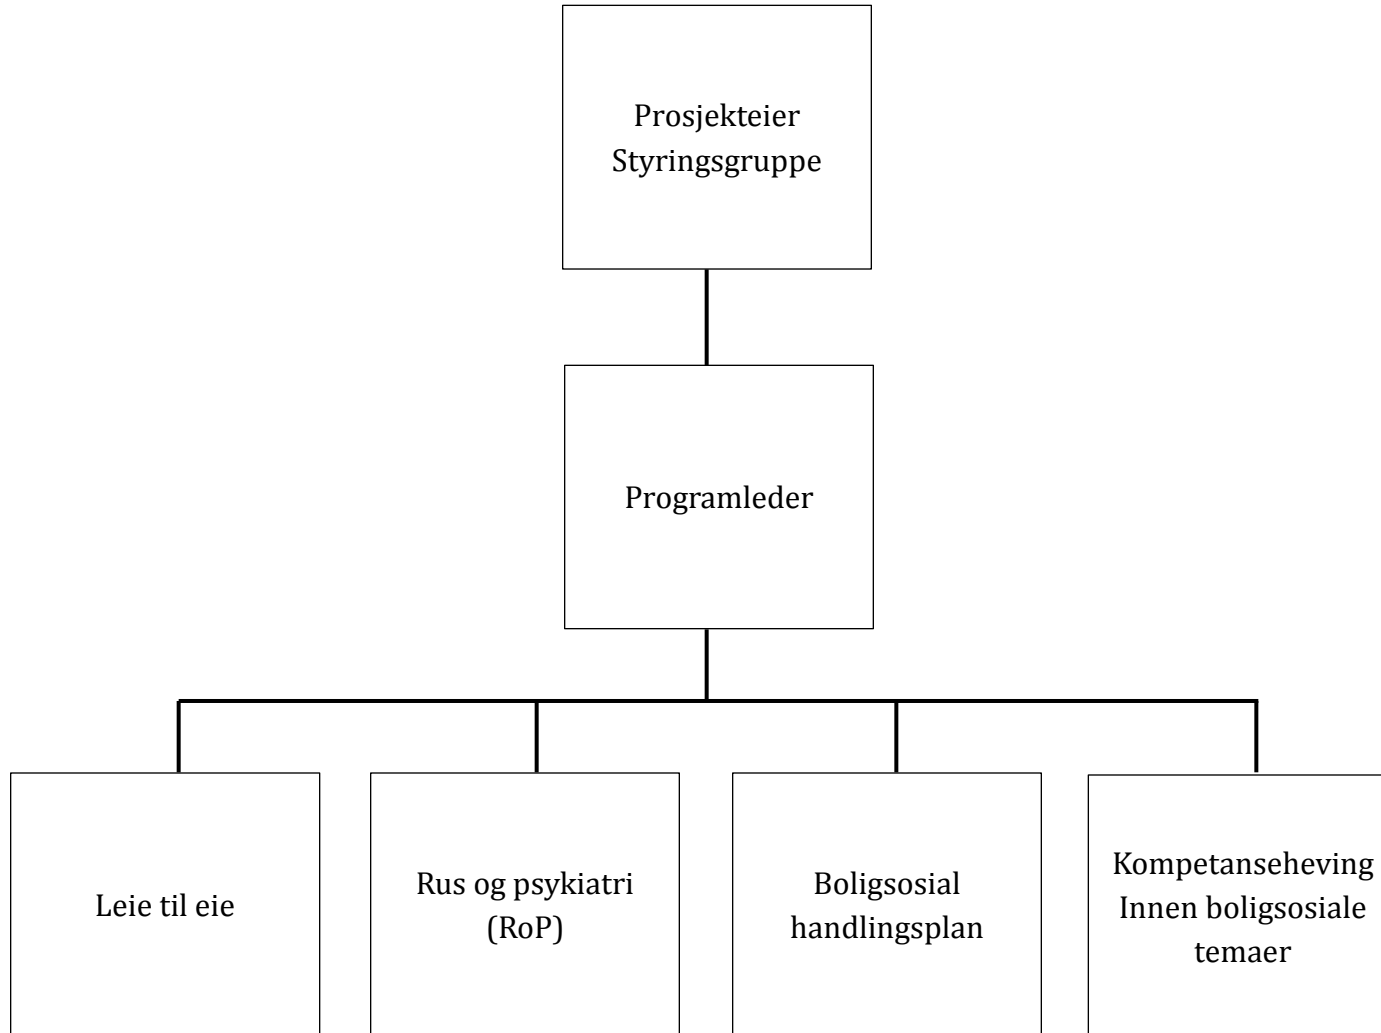 Prosjekteier
Styringsgruppe
Programleder
Leie til eie
Rus og psykiatri
(RoP)
Boligsosial
handlingsplan
Kompetanseheving
Innen boligsosiale
temaer